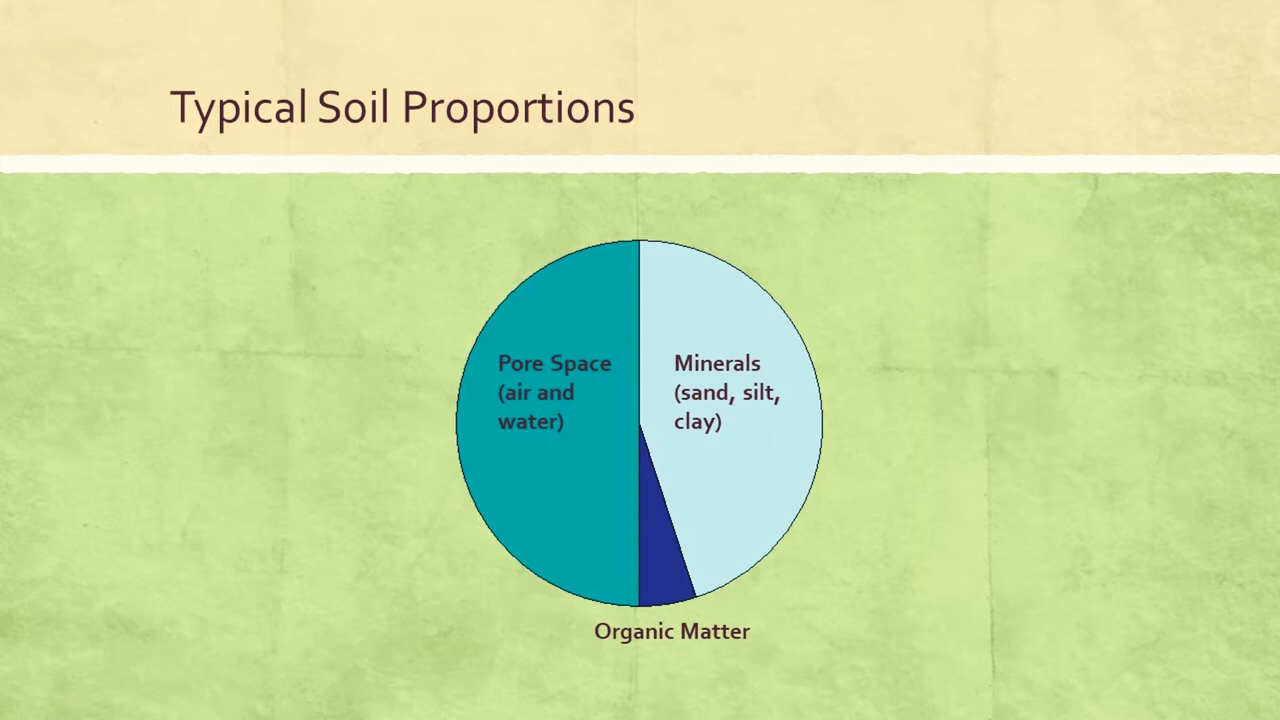 Typical Soil Proportions
Pore Space
(air and
water)
Minerals
(sand, silt,
clay)
Organic Matter